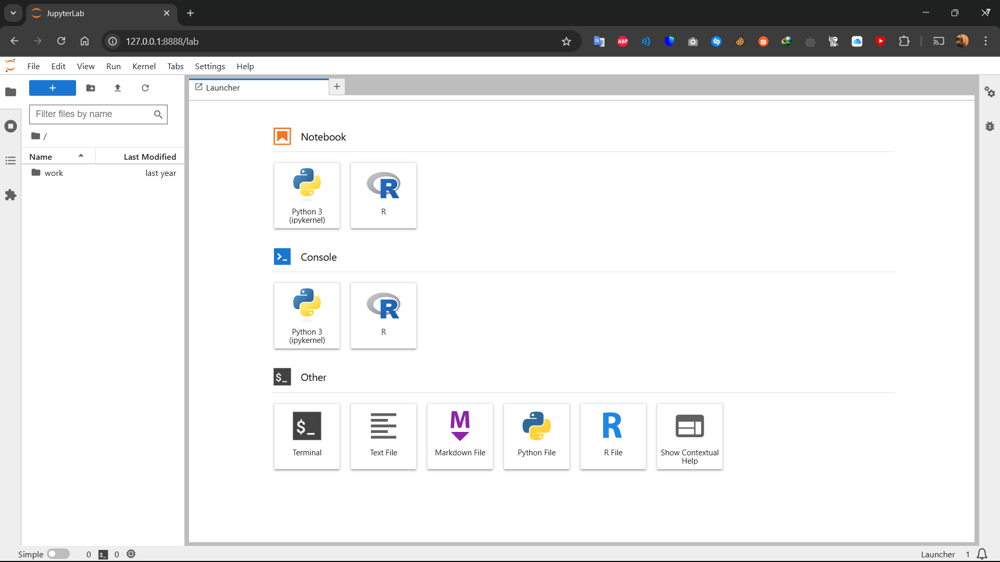 JupyterLab
127.0.0.1:8888/lab
ABP
File Edit View Run Kernel Tabs Settings Help
Launcher
Filter files by name
/
Name Last Modified
work last year
Notebook
Python 3
(ipykernel)
R
Console
Python 3
(ipykernel)
R
$_ Other
$_
Terminal
Text File
M
Markdown File
Python File
R
R File
Show Contextual
Help
Simple 0 $_ 0
Launcher 1